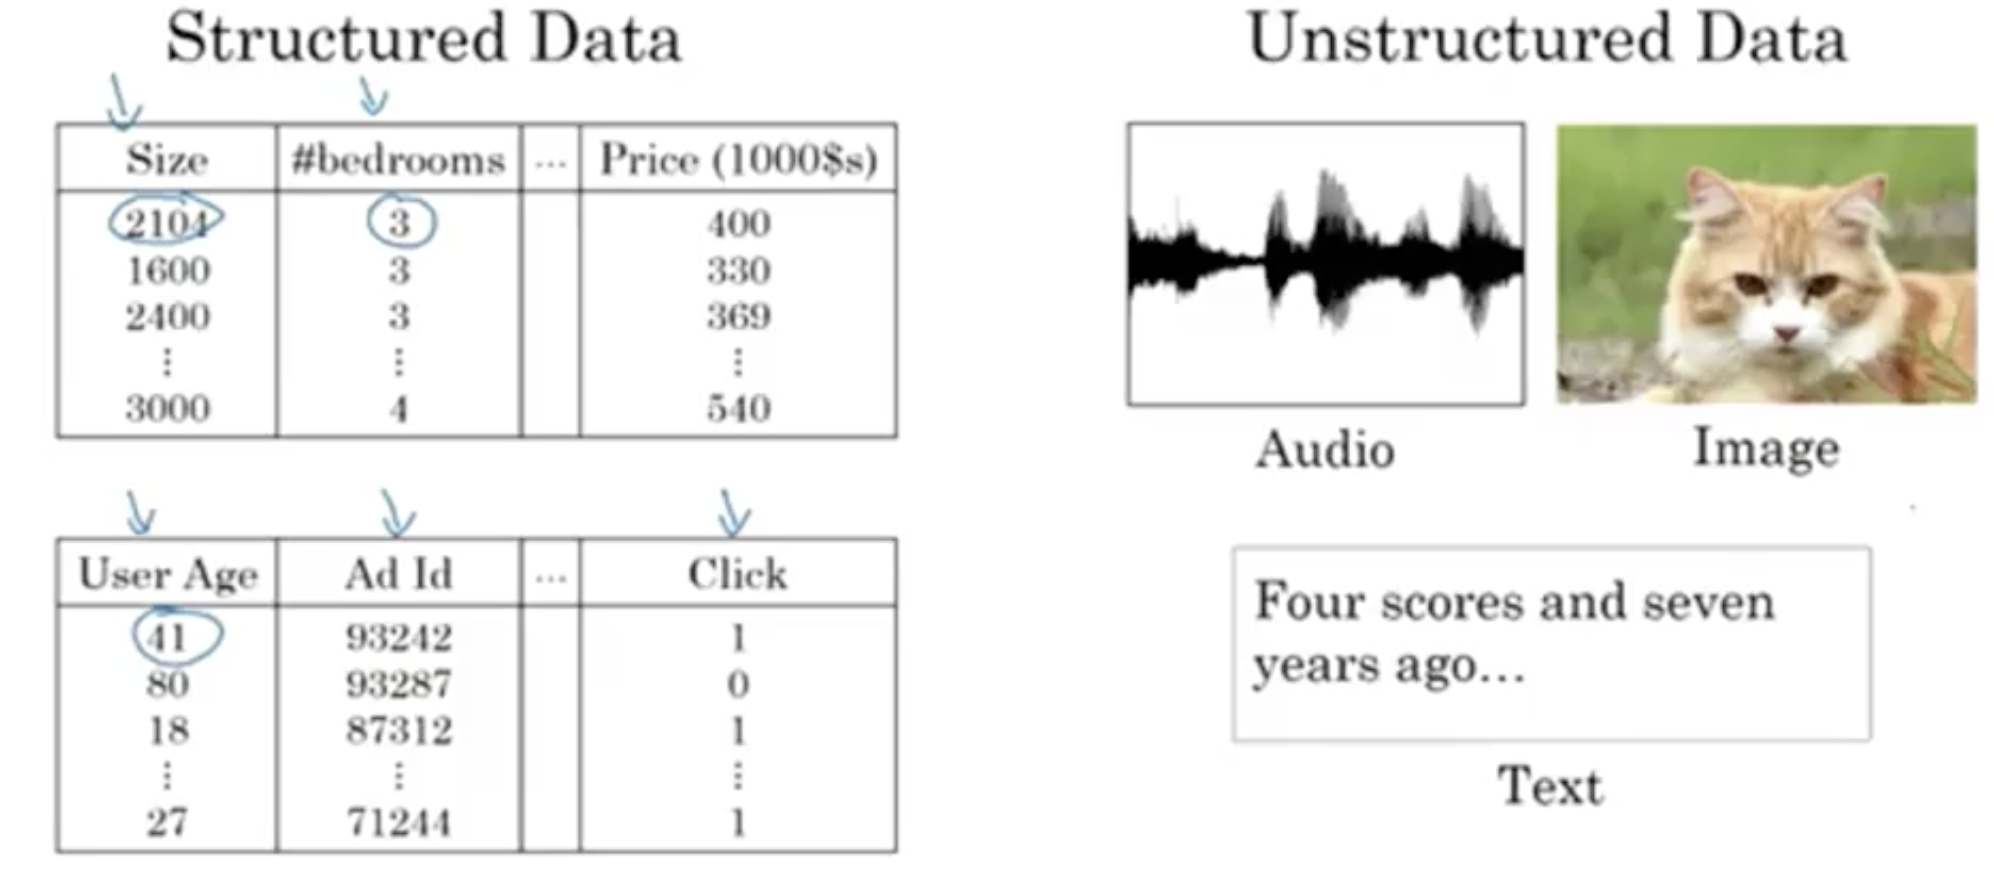 Structured Data
Size #bedrooms ... Price (1000$s)
2104 3 400
1600 3 330
2400 3 369
⋮ ⋮ ⋮
3000 4 540
User Age Ad Id ... Click
41 93242 1
80 93287 0
18 87312 1
⋮ ⋮ ⋮
27 71244 1
Unstructured Data
Audio
Image
Four scores and seven
years ago...
Text